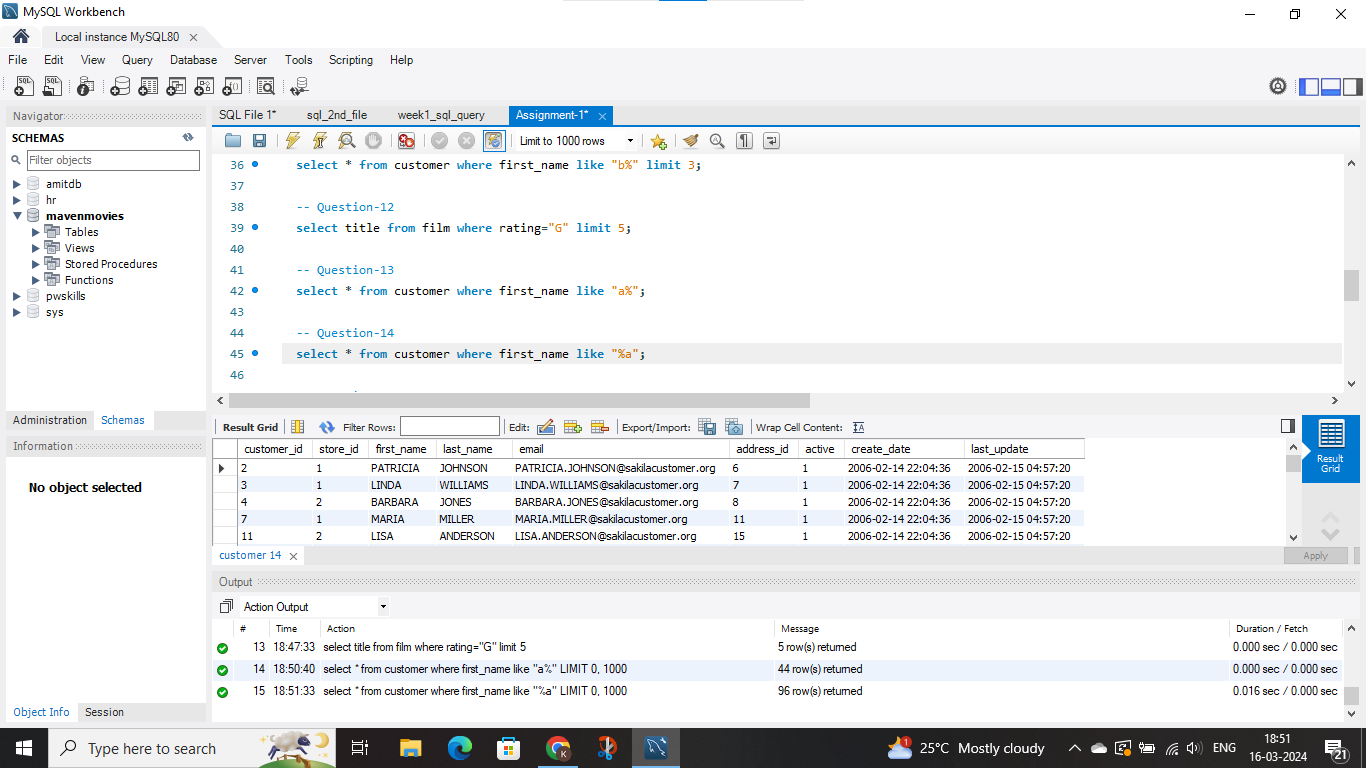 MySQL Workbench
Local instance MySQL80
File Edit View Query Database Server Tools Scripting Help
Navigator
SCHEMAS
Filter objects
amitdb
hr
mavenmovies
Tables
Views
Stored Procedures
Functions
pwskills
sys
Administration Schemas
Information
No object selected
Object Info Session
SQL File 1* sql_2nd_file week1_sql_query Assignment-1*
Limit to 1000 rows
36 select * from customer where first_name like "b%" limit 3;
37
38 -- Question-12
39 select title from film where rating="G" limit 5;
40
41 -- Question-13
42 select * from customer where first_name like "a%";
43
44 -- Question-14
45 select * from customer where first_name like "%a";
46
Result Grid Filter Rows: Edit: Export/Import: Wrap Cell Content:
customer_id store_id first_name last_name email address_id active create_date last_update
2 1 PATRICIA JOHNSON PATRICIA.JOHNSON@sakilacustomer.org 6 1 2006-02-14 22:04:36 2006-02-15 04:57:20
3 1 LINDA WILLIAMS LINDA.WILLIAMS@sakilacustomer.org 7 1 2006-02-14 22:04:36 2006-02-15 04:57:20
4 2 BARBARA JONES BARBARA.JONES@sakilacustomer.org 8 1 2006-02-14 22:04:36 2006-02-15 04:57:20
7 1 MARIA MILLER MARIA.MILLER@sakilacustomer.org 11 1 2006-02-14 22:04:36 2006-02-15 04:57:20
11 2 LISA ANDERSON LISA.ANDERSON@sakilacustomer.org 15 1 2006-02-14 22:04:36 2006-02-15 04:57:20
Result
Grid
customer 14
Apply
Output
Action Output
# Time Action Message Duration / Fetch
13 18:47:33 select title from film where rating="G" limit 5 5 row(s) returned 0.000 sec / 0.000 sec
14 18:50:40 select * from customer where first_name like "a%" LIMIT 0, 1000 44 row(s) returned 0.000 sec / 0.000 sec
15 18:51:33 select * from customer where first_name like "%a" LIMIT 0, 1000 96 row(s) returned 0.016 sec / 0.000 sec
Type here to search
1
25°C Mostly cloudy
ENG
18:51
16-03-2024
21